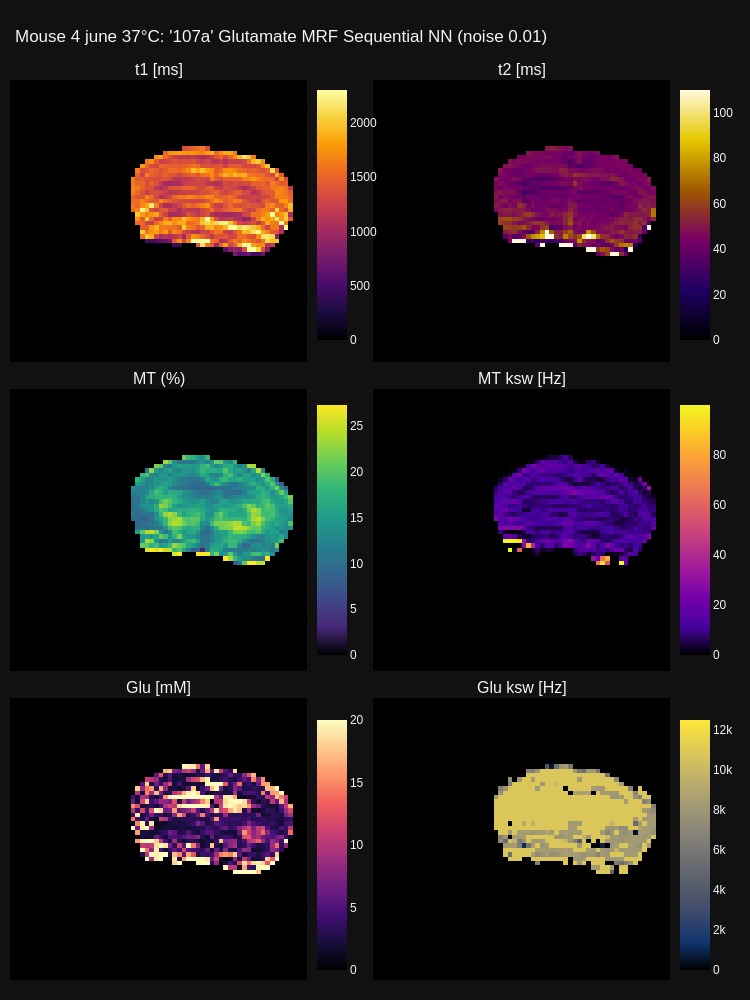 Mouse 4 june 37°C: '107a' Glutamate MRF Sequential NN (noise 0.01)
t1 [ms]
t2 [ms]
2000
1500
1000
500
0
100
80
60
40
20
0
MT (%)
MT ksw [Hz]
25
20
15
10
5
0
80
60
40
20
0
Glu [mM]
Glu ksw [Hz]
20
15
10
5
0
12k
10k
8k
6k
4k
2k
0